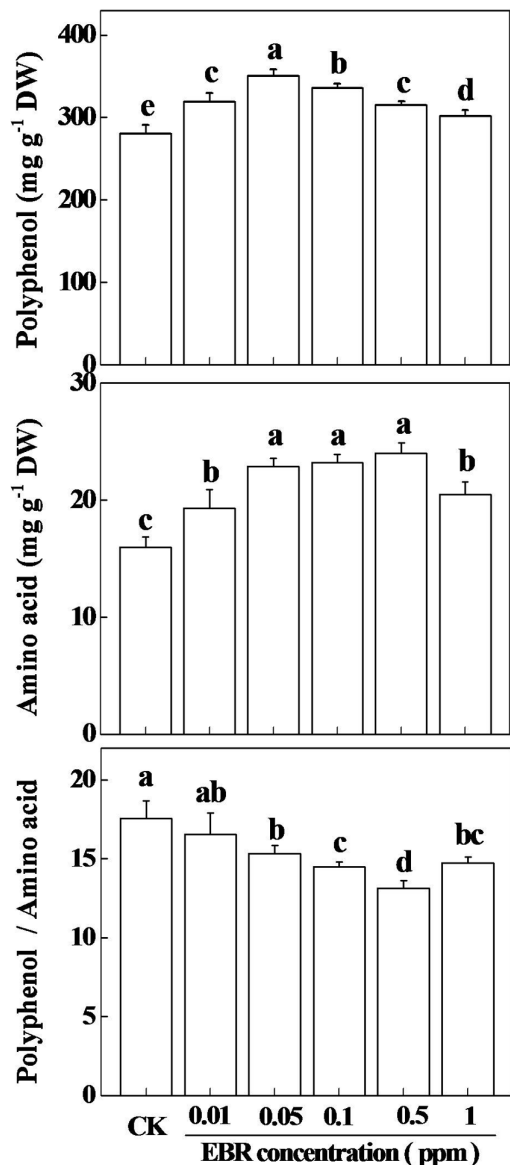 Polyphenol (mg g⁻¹ DW)
400
300
200
100
0
e c a b c d
Amino acid (mg g⁻¹ DW)
30
20
10
0
c b a a a b
Polyphenol / Amino acid
20
15
10
5
0
a ab b c d bc
CK 0.01 0.05 0.1 0.5 1
EBR concentration ( ppm )